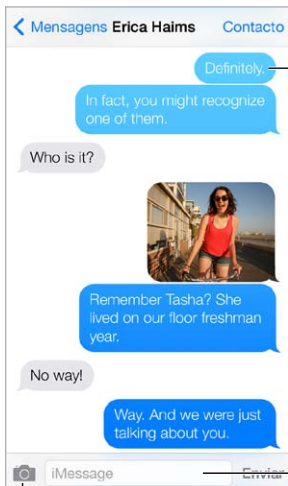 Mensagens Erica Haims Contacto
Definitely.
In fact, you might recognize
one of them.
Who is it?
Remember Tasha? She
lived on our floor freshman
year.
No way!
Way. And we were just
talking about you.
iMessage Enviar